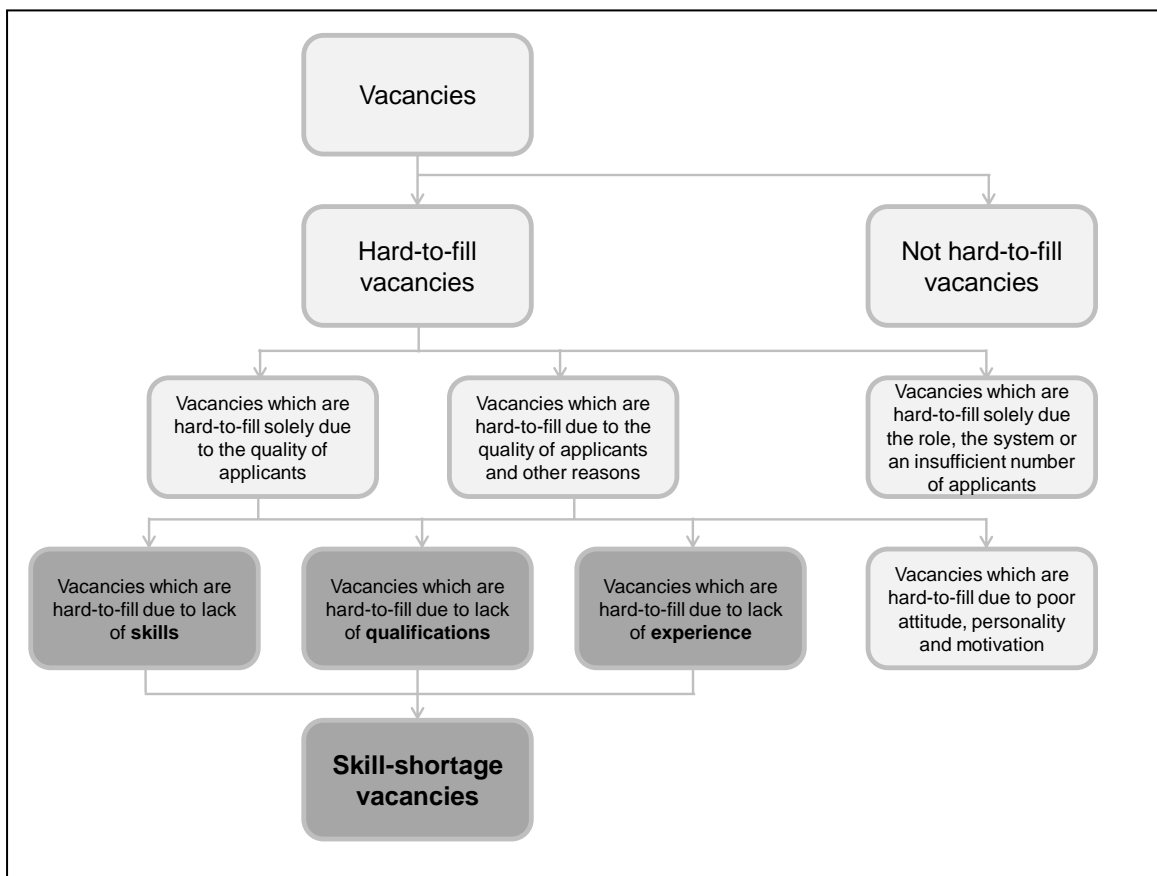 Vacancies
Hard-to-fill
vacancies
Not hard-to-fill
vacancies
Vacancies which are
hard-to-fill solely due
to the quality of
applicants
Vacancies which are
hard-to-fill due to the
quality of applicants
and other reasons
Vacancies which are
hard-to-fill solely due
the role, the system or
an insufficient number
of applicants
Vacancies which are
hard-to-fill due to lack
of skills
Vacancies which are
hard-to-fill due to lack
of qualifications
Vacancies which are
hard-to-fill due to lack
of experience
Vacancies which are
hard-to-fill due to poor
attitude, personality
and motivation
Skill-shortage
vacancies